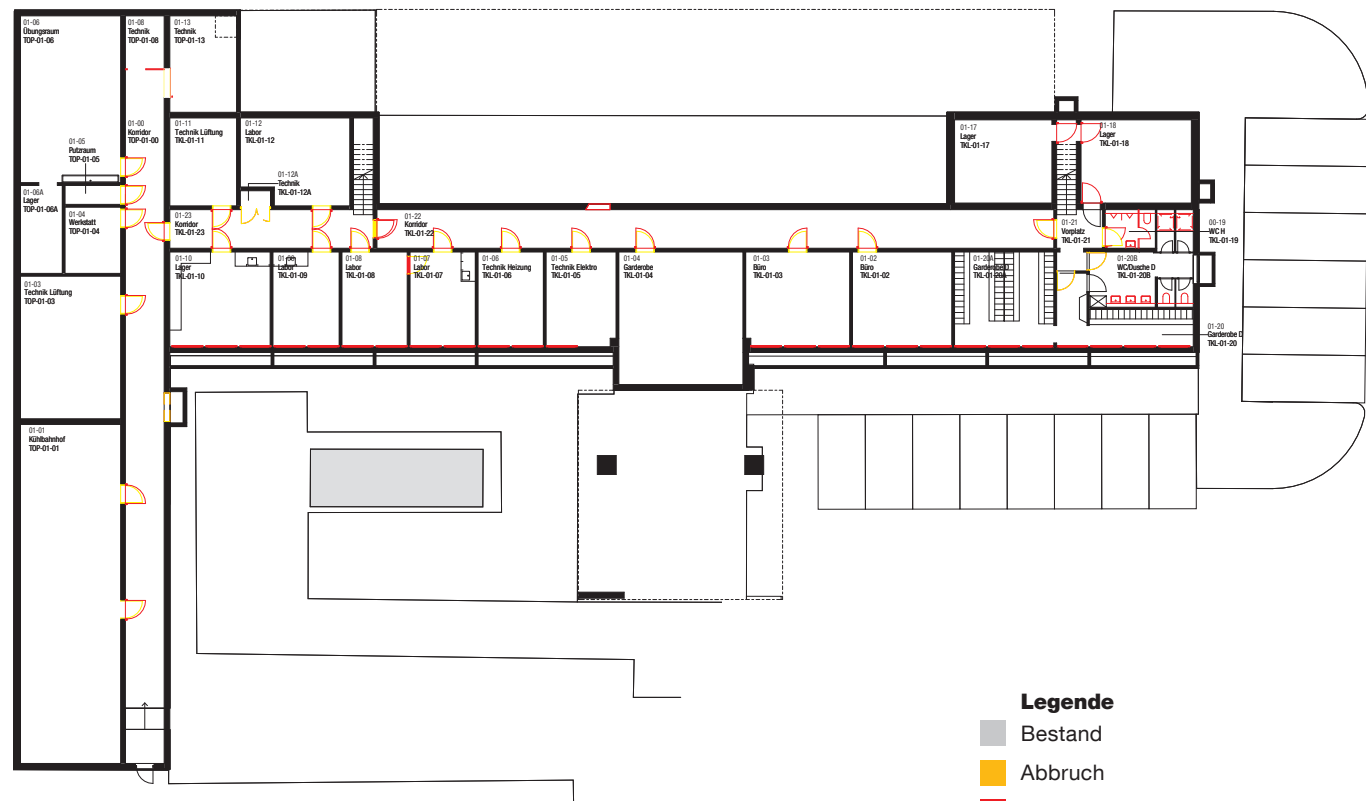 01-06
Übungsraum
TOP-01-06
01-08
Technik
TOP-01-08
01-13
Technik
TOP-01-13
01-00
Korridor
TOP-01-00
01-05
Putzraum
TOP-01-05
01-06A
Lager
TOP-01-06A
01-04
Werkstatt
TOP-01-04
01-03
Technik Lüftung
TOP-01-03
01-01
Kühlbahnhof
TOP-01-01
01-11
Technik Lüftung
TKL-01-11
01-12
Labor
TKL-01-12
01-12A
Technik
TKL-01-12A
01-23
Korridor
TKL-01-23
01-22
Korridor
TKL-01-22
01-17
Lager
TKL-01-17
01-18
Lager
TKL-01-18
01-21
Vorplatz
TKL-01-21
00-19
WC H
TKL-01-19
01-10
Lager
TKL-01-10
Labor
TKL-01-09
01-08
Labor
TKL-01-08
01-07
Labor
TKL-01-07
01-06
Technik Heizung
TKL-01-06
01-05
Technik Elektro
TKL-01-05
01-04
Garderobe
TKL-01-04
01-03
Büro
TKL-01-03
01-02
Büro
TKL-01-02
01-20A
Garderobe D
TKL-01-20A
01-20B
WC/Dusche D
TKL-01-20B
01-20
Garderobe D
TKL-01-20
Legende
Bestand
Abbruch